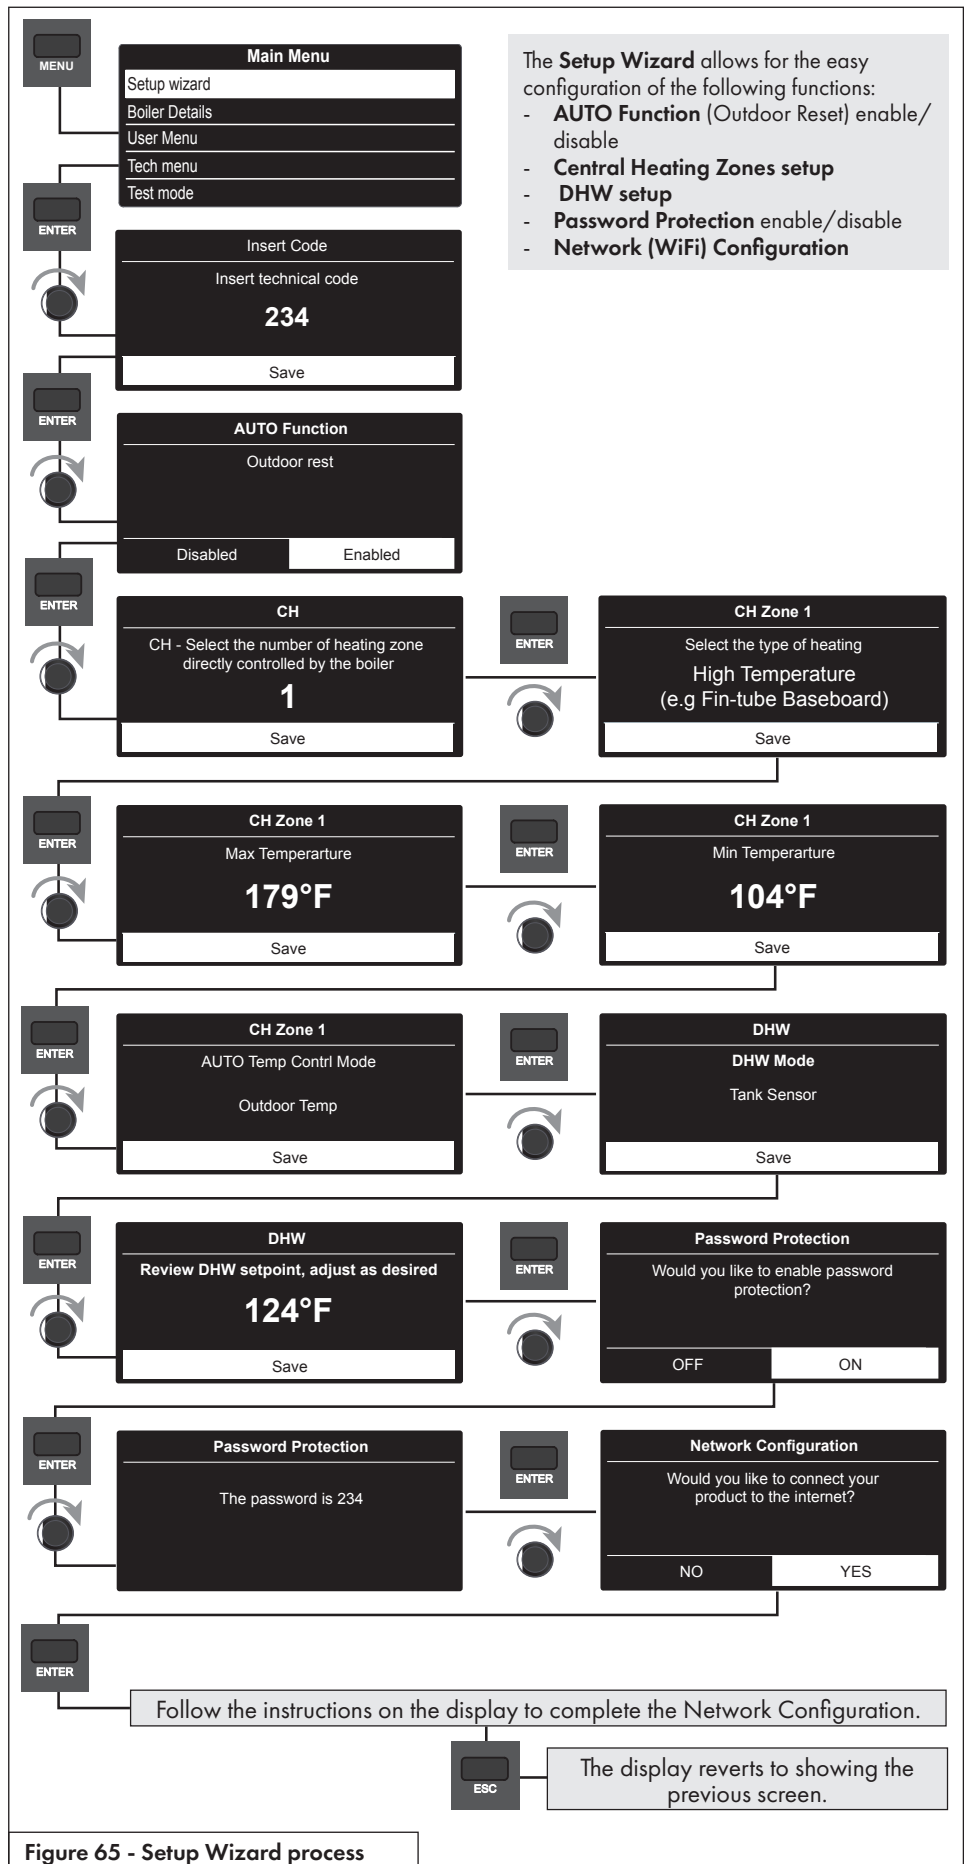 MENU
Main Menu
Setup wizard
Boiler Details
User Menu
Tech menu
Test mode
The Setup Wizard allows for the easy
configuration of the following functions:
- AUTO Function (Outdoor Reset) enable/
disable
- Central Heating Zones setup
- DHW setup
- Password Protection enable/disable
- Network (WiFi) Configuration
ENTER
Insert Code
Insert technical code
234
Save
ENTER
AUTO Function
Outdoor rest
Disabled
Enabled
ENTER
CH
CH - Select the number of heating zone
directly controlled by the boiler
1
Save
ENTER
CH Zone 1
Select the type of heating
High Temperature
(e.g Fin-tube Baseboard)
Save
ENTER
CH Zone 1
Max Temperarture
179°F
Save
ENTER
CH Zone 1
Min Temperarture
104°F
Save
ENTER
CH Zone 1
AUTO Temp Contrl Mode
Outdoor Temp
Save
ENTER
DHW
DHW Mode
Tank Sensor
Save
ENTER
DHW
Review DHW setpoint, adjust as desired
124°F
Save
ENTER
Password Protection
Would you like to enable password
protection?
OFF
ON
ENTER
Password Protection
The password is 234
ENTER
Network Configuration
Would you like to connect your
product to the internet?
NO
YES
ENTER
Follow the instructions on the display to complete the Network Configuration.
ESC
The display reverts to showing the
previous screen.
Figure 65 - Setup Wizard process